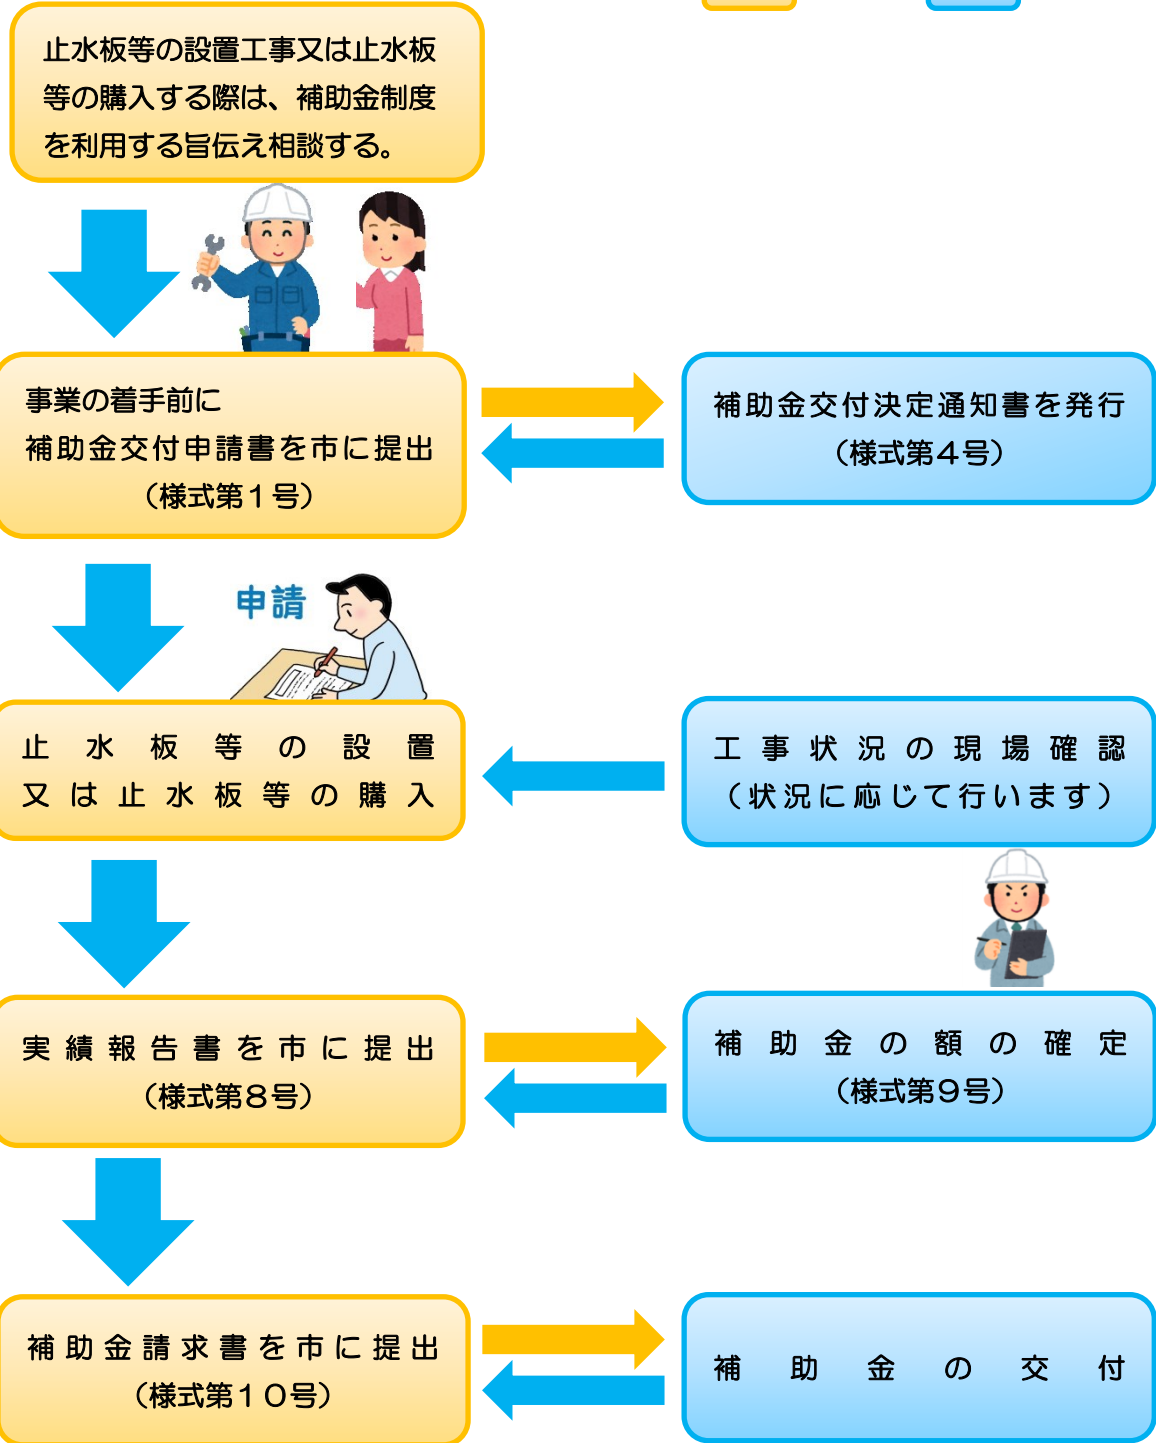 止水板等の設置工事又は止水板
等の購入する際は、補助金制度
を利用する旨伝え相談する。
事業の着手前に
補助金交付申請書を市に提出
（様式第１号）
補助金交付決定通知書を発行
（様式第４号）
申請
止水板等の設置
又は止水板等の購入
工事状況の現場確認
（状況に応じて行います）
実績報告書を市に提出
（様式第８号）
補助金の額の確定
（様式第９号）
補助金請求書を市に提出
（様式第１０号）
補助金の交付